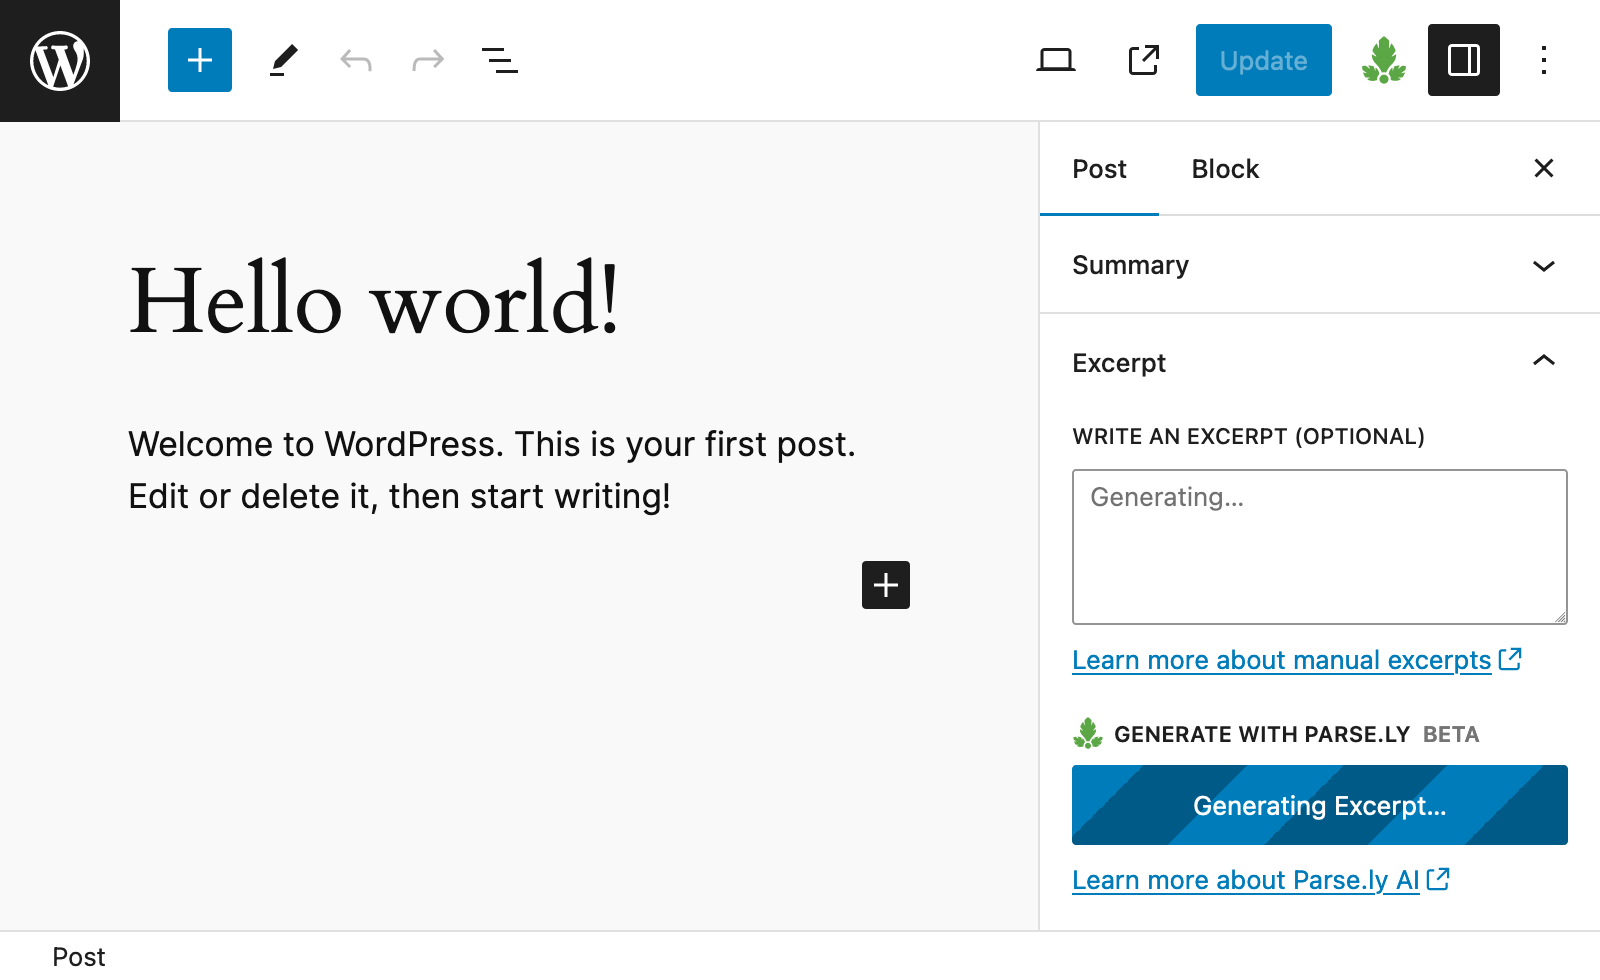 Update
Post Block
Hello world!
Welcome to WordPress. This is your first post.
Edit or delete it, then start writing!
Summary
Excerpt
WRITE AN EXCERPT (OPTIONAL)
Generating...
Learn more about manual excerpts
GENERATE WITH PARSE.LY BETA
Generating Excerpt...
Learn more about Parse.ly AI
Post